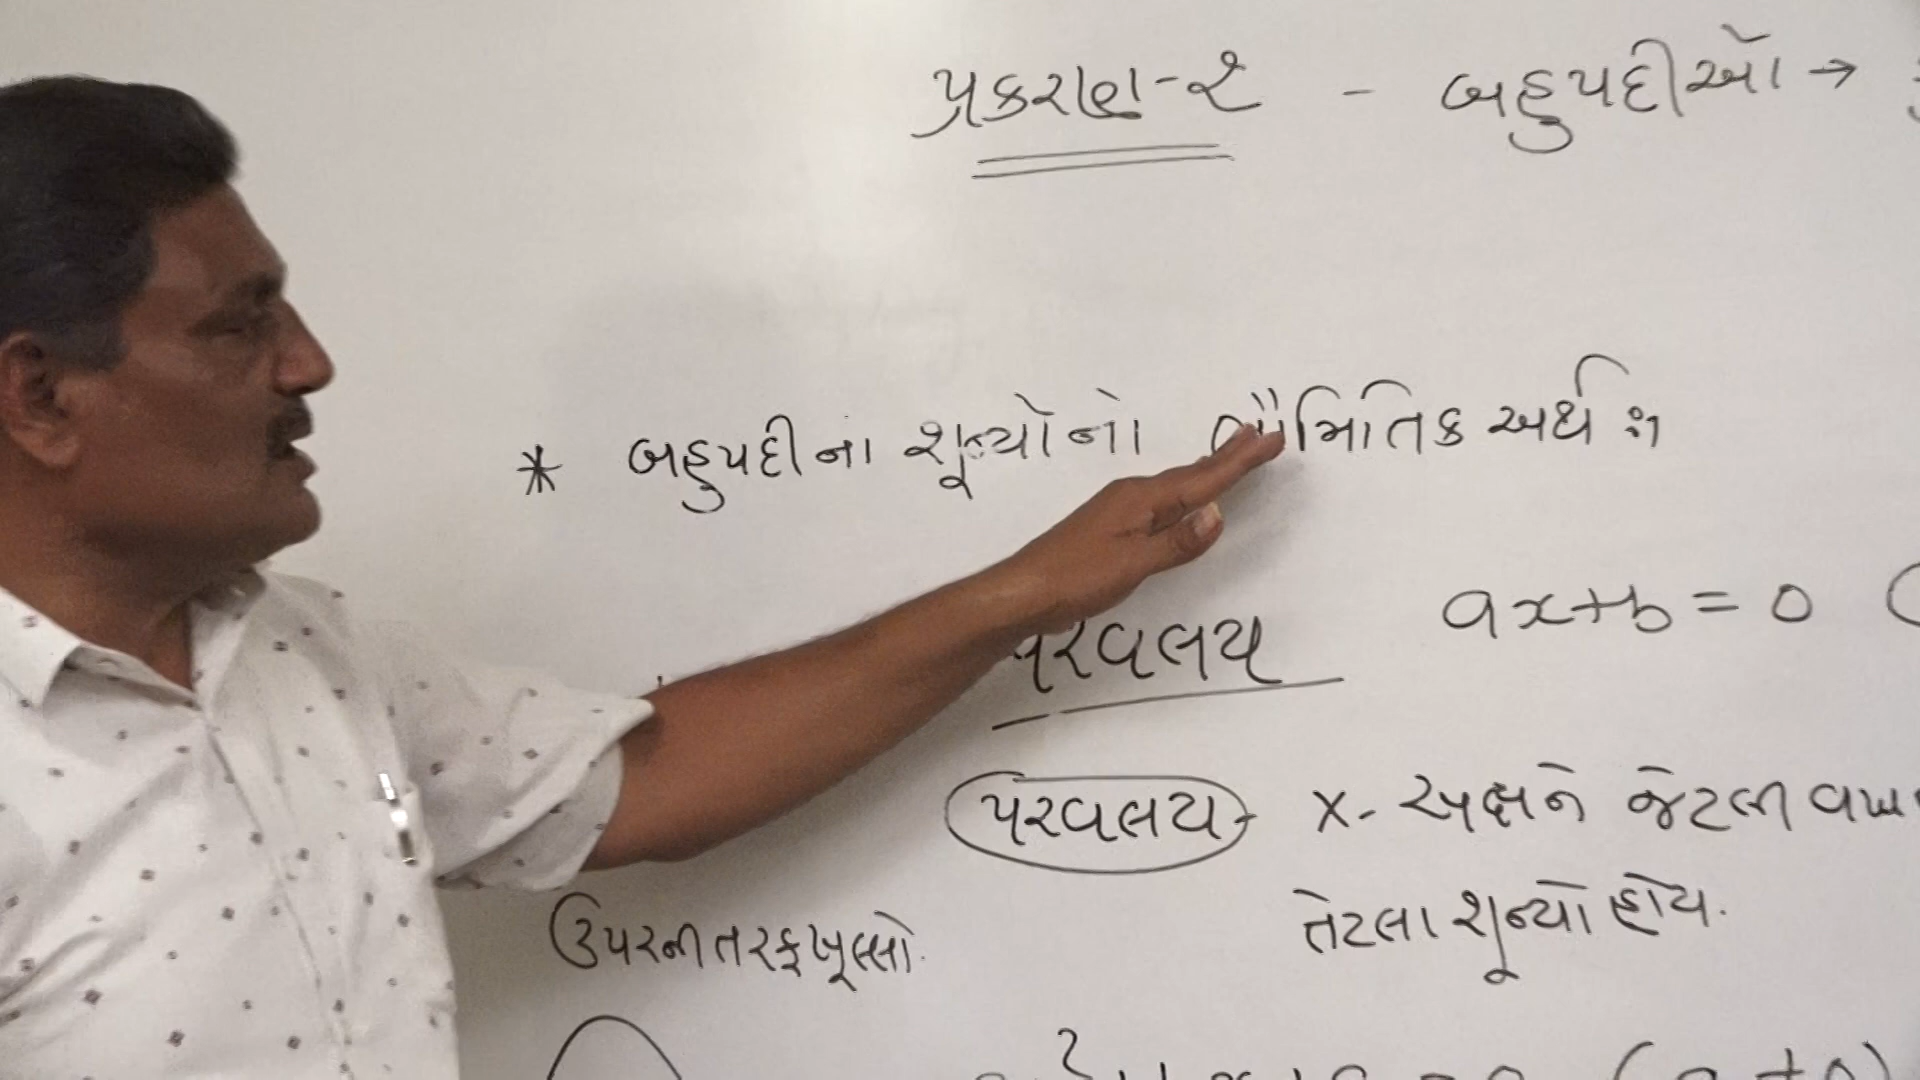 પ્રકરણ-૨ - બહુપદીઓ →
* બહુપદીના શૂન્યોનો ભૌમિતિક અર્થ :-
ax+b=0
પરવલય
પરવલય x- અક્ષને જેટલી વખત
ઉપરની તરફ ખૂલ્લો. તેટલા શૂન્યો હોય.